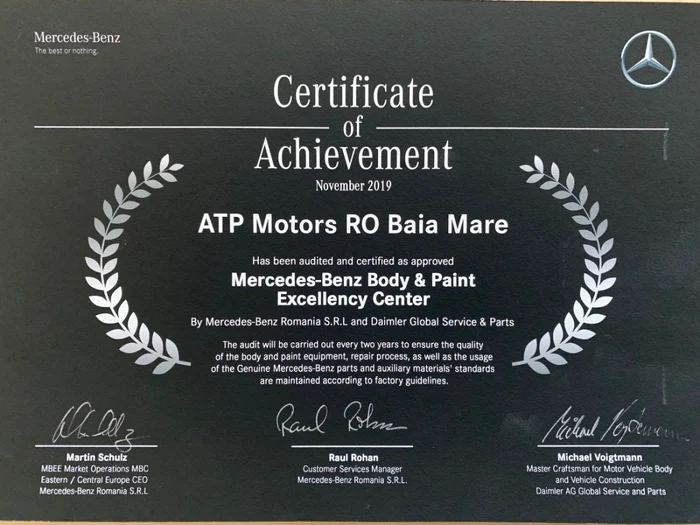 Mercedes-Benz
The best or nothing.
Certificate
of
Achievement
November 2019
ATP Motors RO Baia Mare
Has been audited and certified as approved
Mercedes-Benz Body & Paint
Excellency Center
By Mercedes-Benz Romania S.R.L and Daimler Global Service & Parts
The audit will be carried out every two years to ensure the quality
of the body and paint equipment, repair process, as well as the usage
of the Genuine Mercedes-Benz parts and auxiliary materials' standards
are maintained according to factory guidelines.
Raul Rohan
Martin Schulz
MBEE Market Operations MBC
Eastern / Central Europe CEO
Mercedes-Benz Romania S.R.L
Raul Rohan
Customer Services Manager
Mercedes-Benz Romania S.R.L.
Michael Voigtmann
Master Craftsman for Motor Vehicle Body
and Vehicle Construction
Daimler AG Global Service and Parts